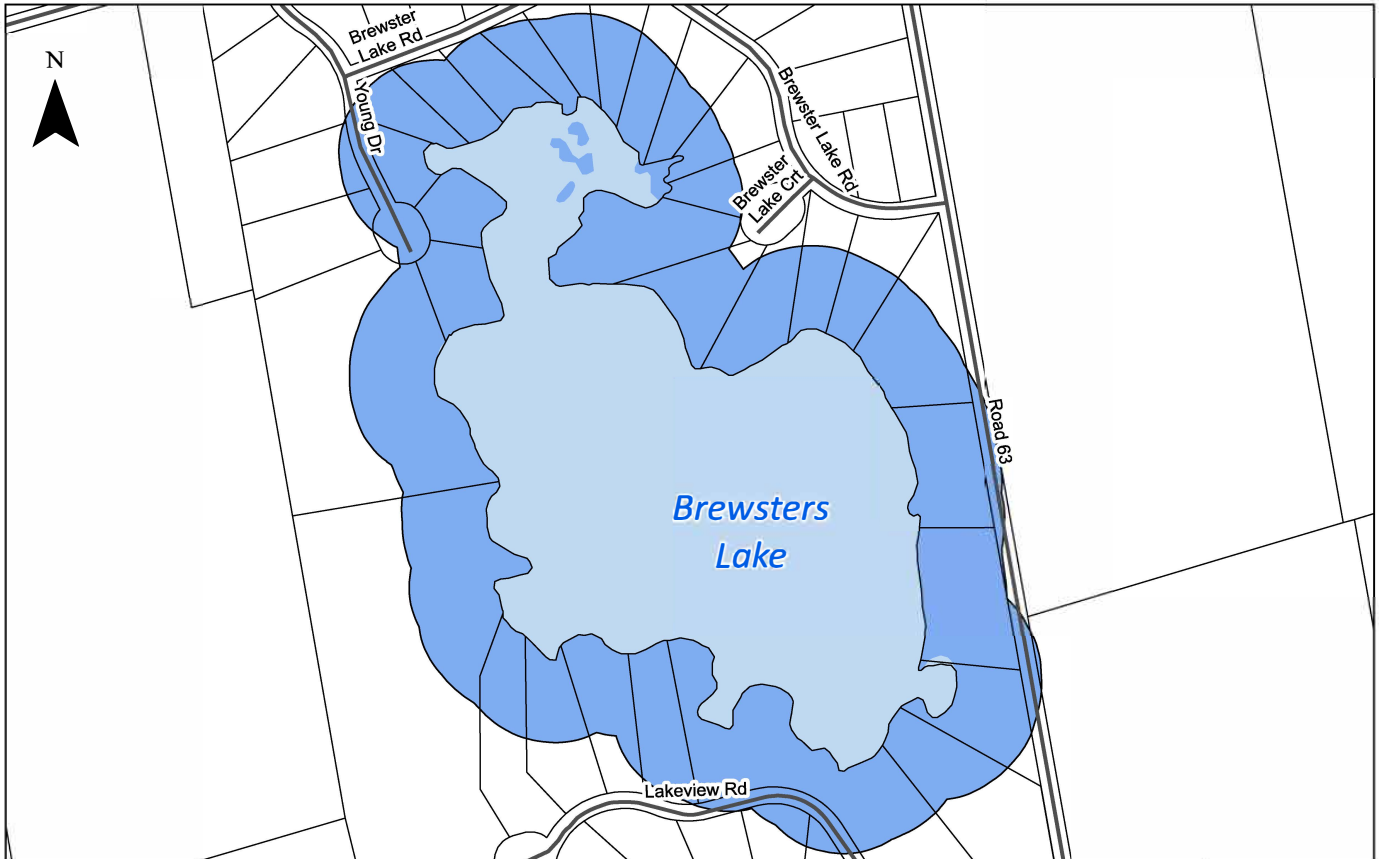 N
Brewster
Lake Rd
Young Dr
Brewster Lake Rd
Brewster
Lake Crt
Road 63
Brewsters
Lake
Lakeview Rd